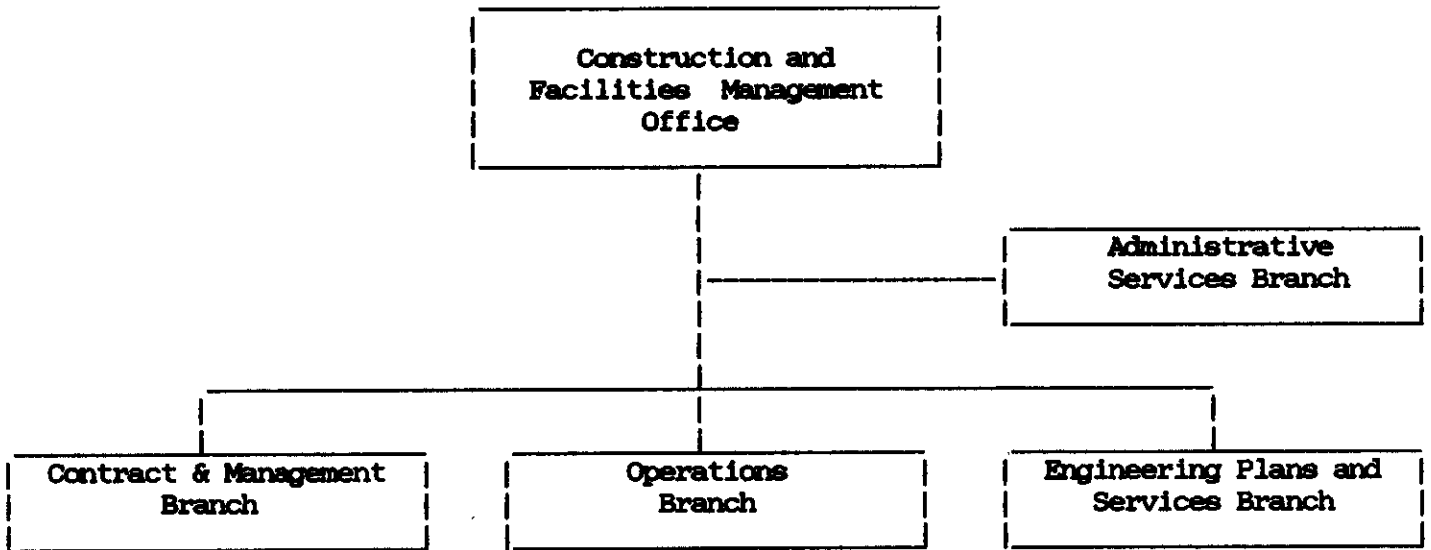 Construction and
Facilities Management
Office
Administrative
Services Branch
Contract & Management
Branch
Operations
Branch
Engineering Plans and
Services Branch